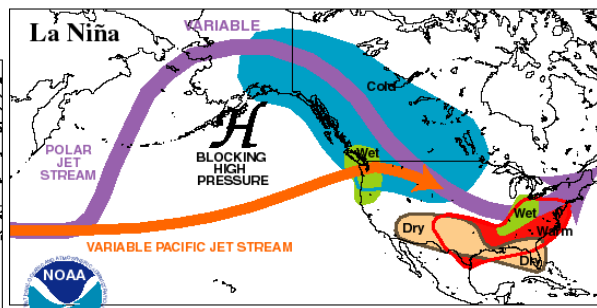 La Niña
VARIABLE
Cold
POLAR
JET
STREAM
H
BLOCKING
HIGH
PRESSURE
Wet
VARIABLE PACIFIC JET STREAM
Dry
Wet
Warm
Dry
NOAA